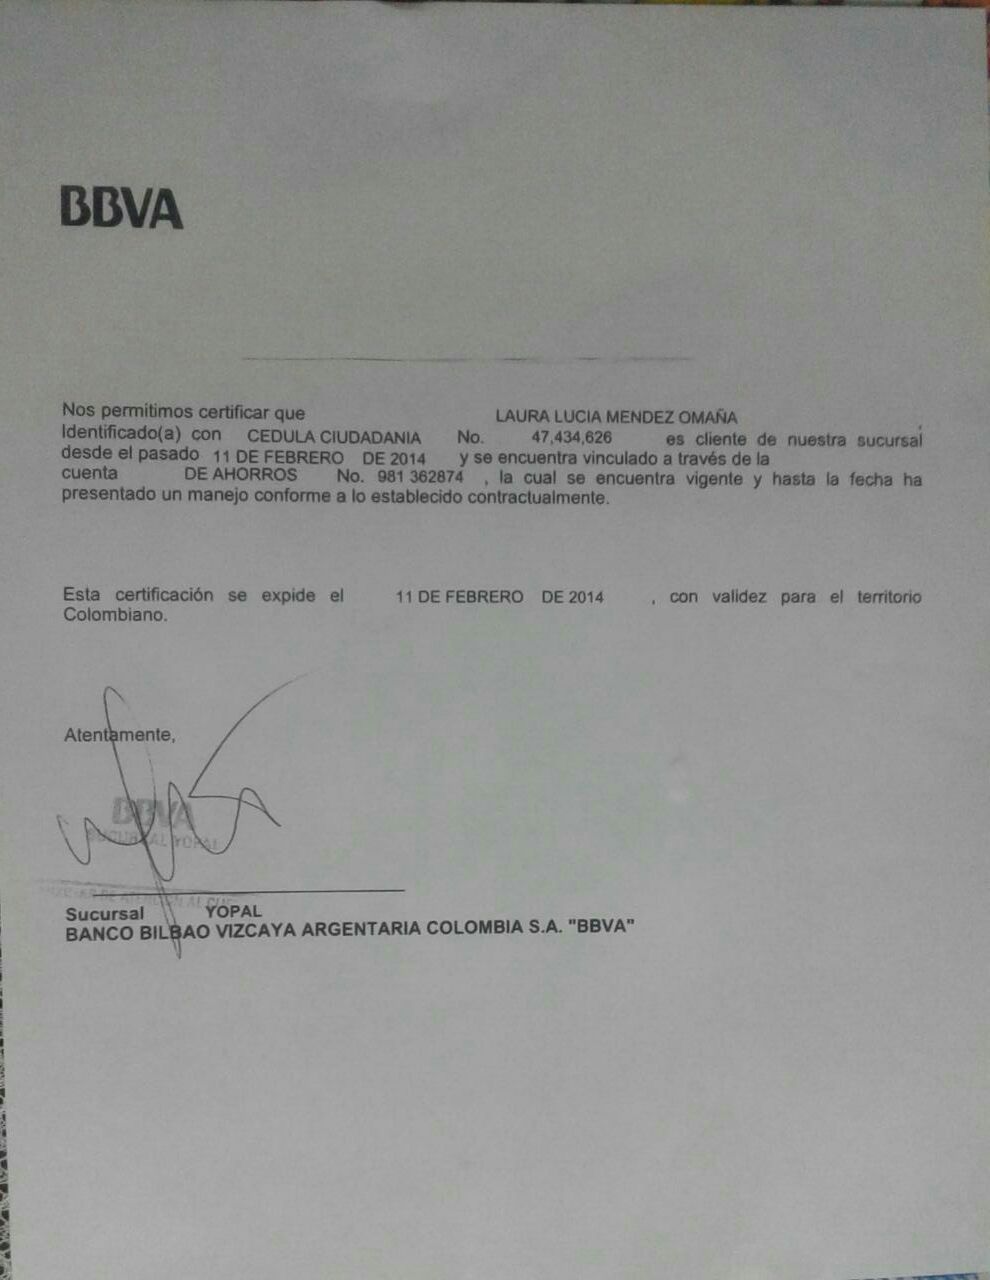 BBVA
Nos permitimos certificar que LAURA LUCIA MENDEZ OMAÑA ,
Identificado(a) con CEDULA CIUDADANIA No. 47,434,626 es cliente de nuestra sucursal
desde el pasado 11 DE FEBRERO DE 2014 y se encuentra vinculado a través de la
cuenta DE AHORROS No. 981 362874 , la cual se encuentra vigente y hasta la fecha ha
presentado un manejo conforme a lo establecido contractualmente.
Esta certificación se expide el 11 DE FEBRERO DE 2014 , con validez para el territorio
Colombiano.
Atentamente,
BBVA
SUCURSAL YOPAL
DE ATENCION AL
Sucursal YOPAL
BANCO BILBAO VIZCAYA ARGENTARIA COLOMBIA S.A. "BBVA"